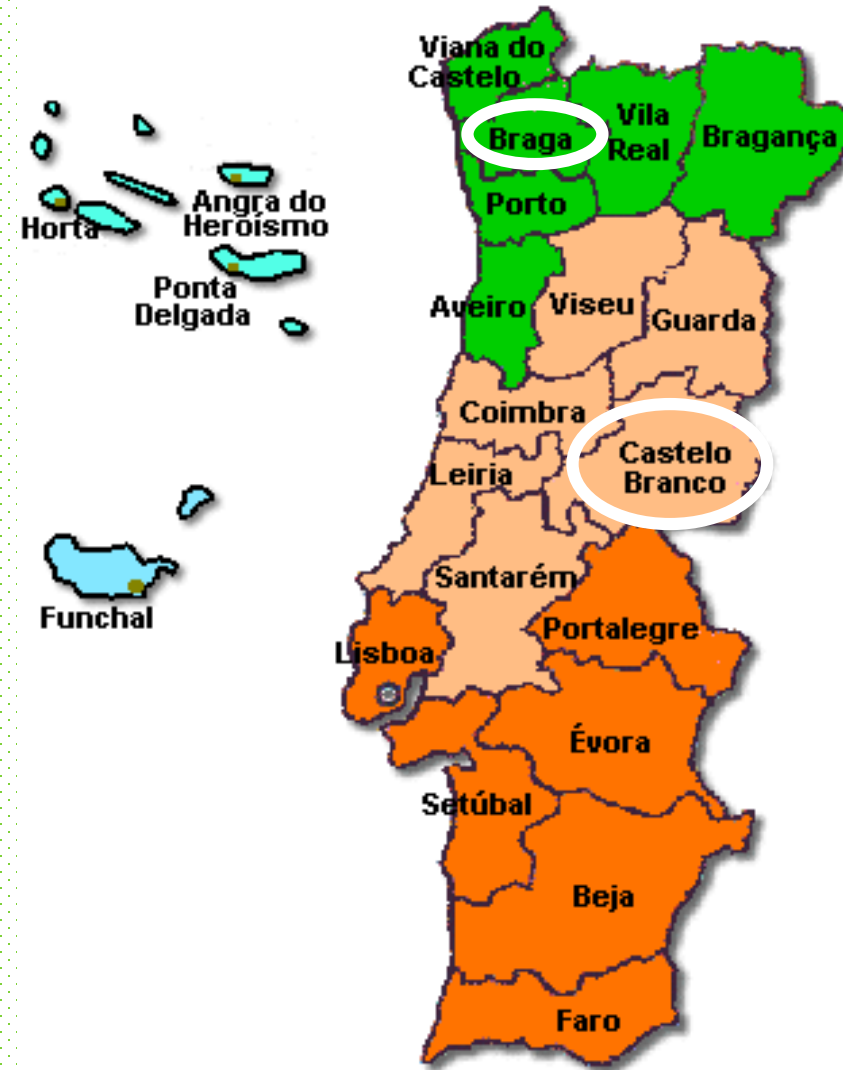 Viana do
Castelo
Braga
Vila
Real
Bragança
Porto
Angra do
Heroísmo
Horta
Ponta
Delgada
Aveiro
Viseu
Guarda
Coimbra
Castelo
Branco
Leiria
Santarém
Funchal
Portalegre
Lisboa
Évora
Setúbal
Beja
Faro